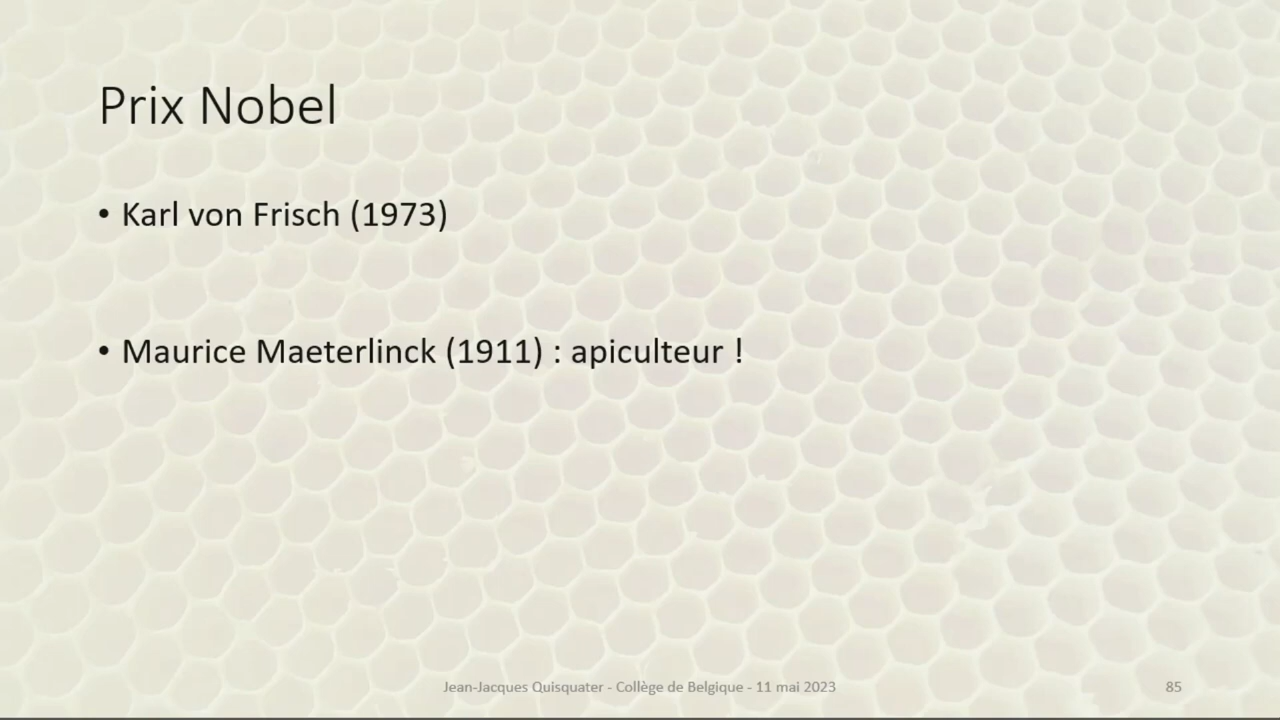 Prix Nobel
• Karl von Frisch (1973)
• Maurice Maeterlinck (1911) : apiculteur !
Jean-Jacques Quisquater - Collège de Belgique - 11 mai 2023
85